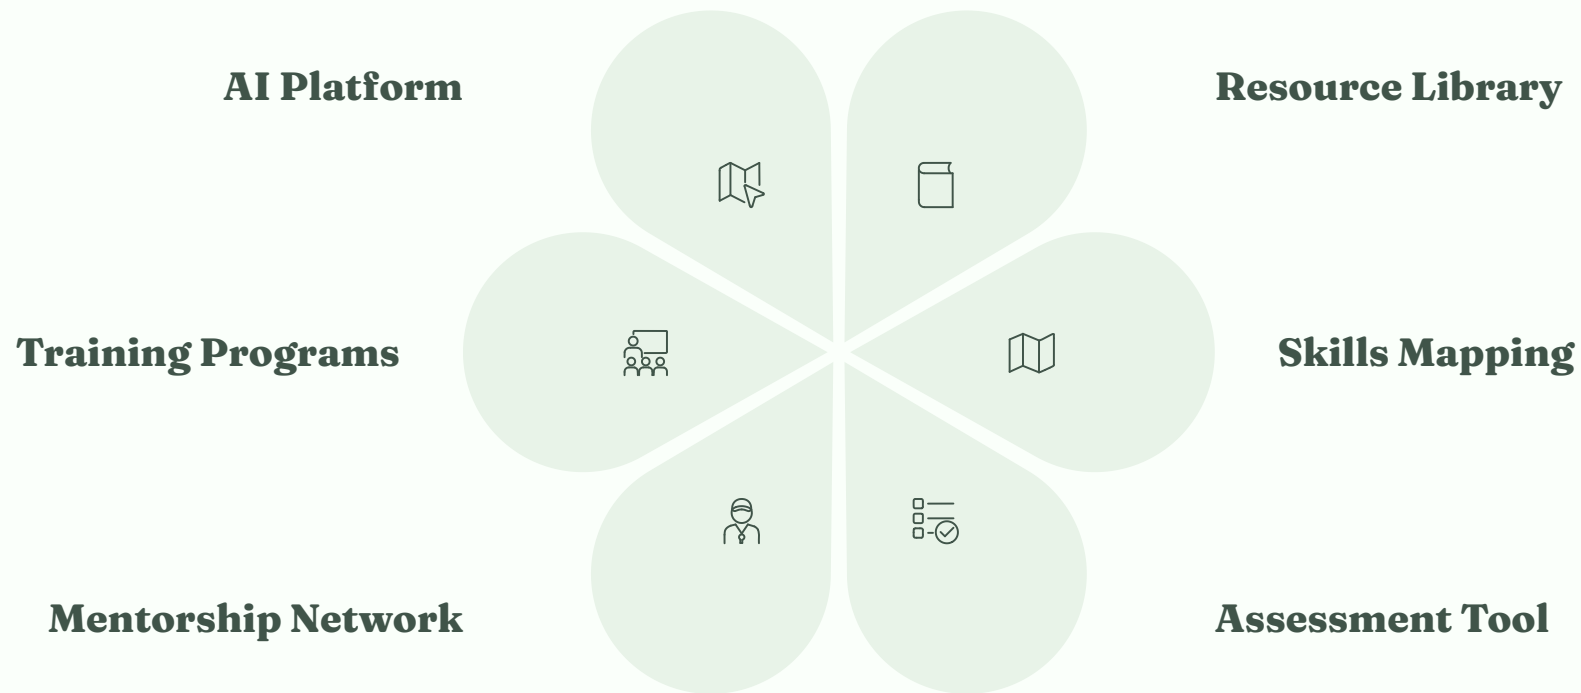 AI Platform
Resource Library
Training Programs
Skills Mapping
Mentorship Network
Assessment Tool